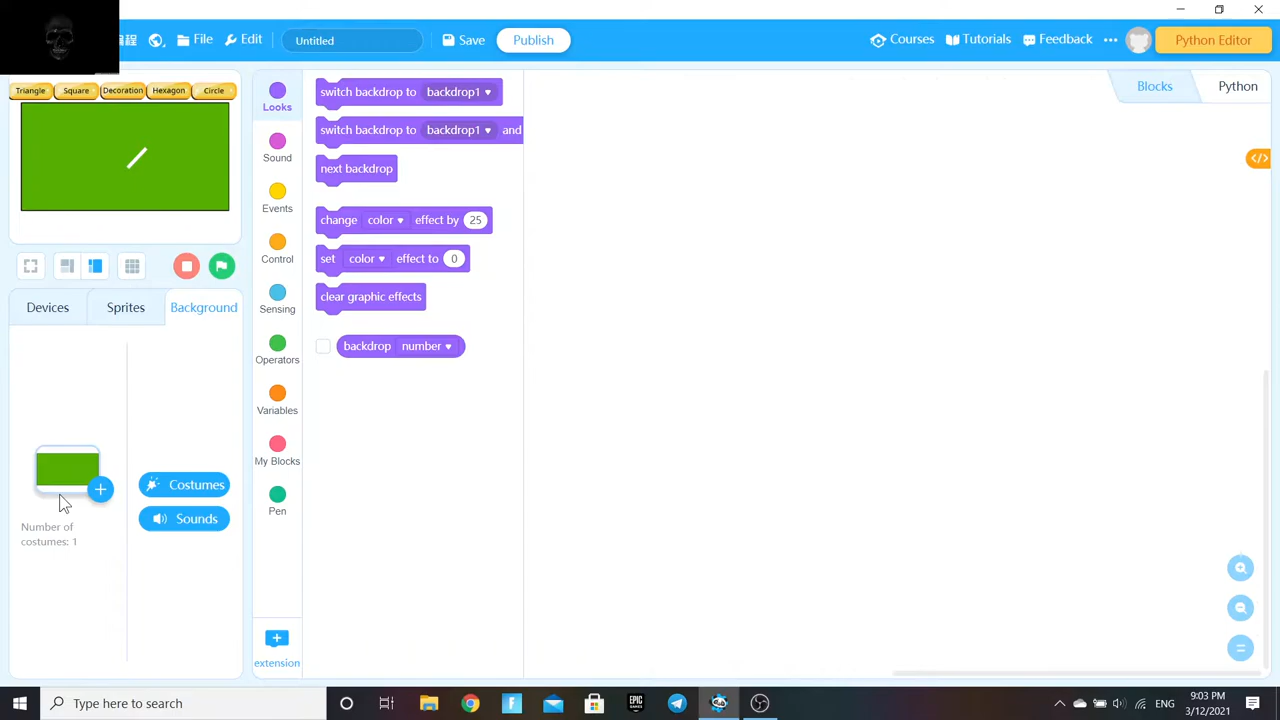 程 File Edit Untitled Save Publish Courses Tutorials Feedback Python Editor
Triangle Square Decoration Hexagon Circle
Devices Sprites Background
Number of
costumes: 1
Costumes
Sounds
Looks
Sound
Events
Control
Sensing
Operators
Variables
My Blocks
Pen
extension
switch backdrop to backdrop1
switch backdrop to backdrop1 and
next backdrop
change color effect by 25
set color effect to 0
clear graphic effects
backdrop number
Blocks Python
</>
Type here to search
EPIC
GAMES
ENG
9:03 PM
3/12/2021